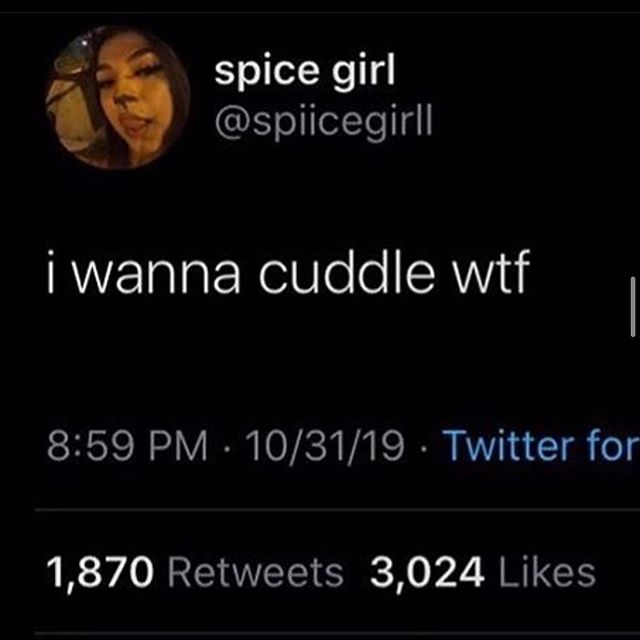 spice girl
@spiicegirll
i wanna cuddle wtf
8:59 PM · 10/31/19 · Twitter for
1,870 Retweets 3,024 Likes